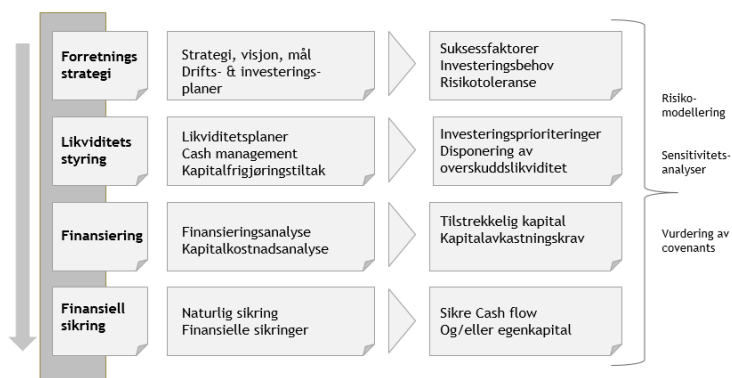 Forretnings
strategi
Strategi, visjon, mål
Drifts- & investerings-
planer
Suksessfaktorer
Investeringsbehov
Risikotoleranse
Likviditets
styring
Likviditetsplaner
Cash management
Kapitalfrigjøringstiltak
Investeringsprioriteringer
Disponering av
overskuddslikviditet
Finansiering
Finansieringsanalyse
Kapitalkostnadsanalyse
Tilstrekkelig kapital
Kapitalavkastningskrav
Finansiell
sikring
Naturlig sikring
Finansielle sikringer
Sikre Cash flow
Og/eller egenkapital
Risiko-
modellering
Sensitivitets-
analyser
Vurdering av
covenants